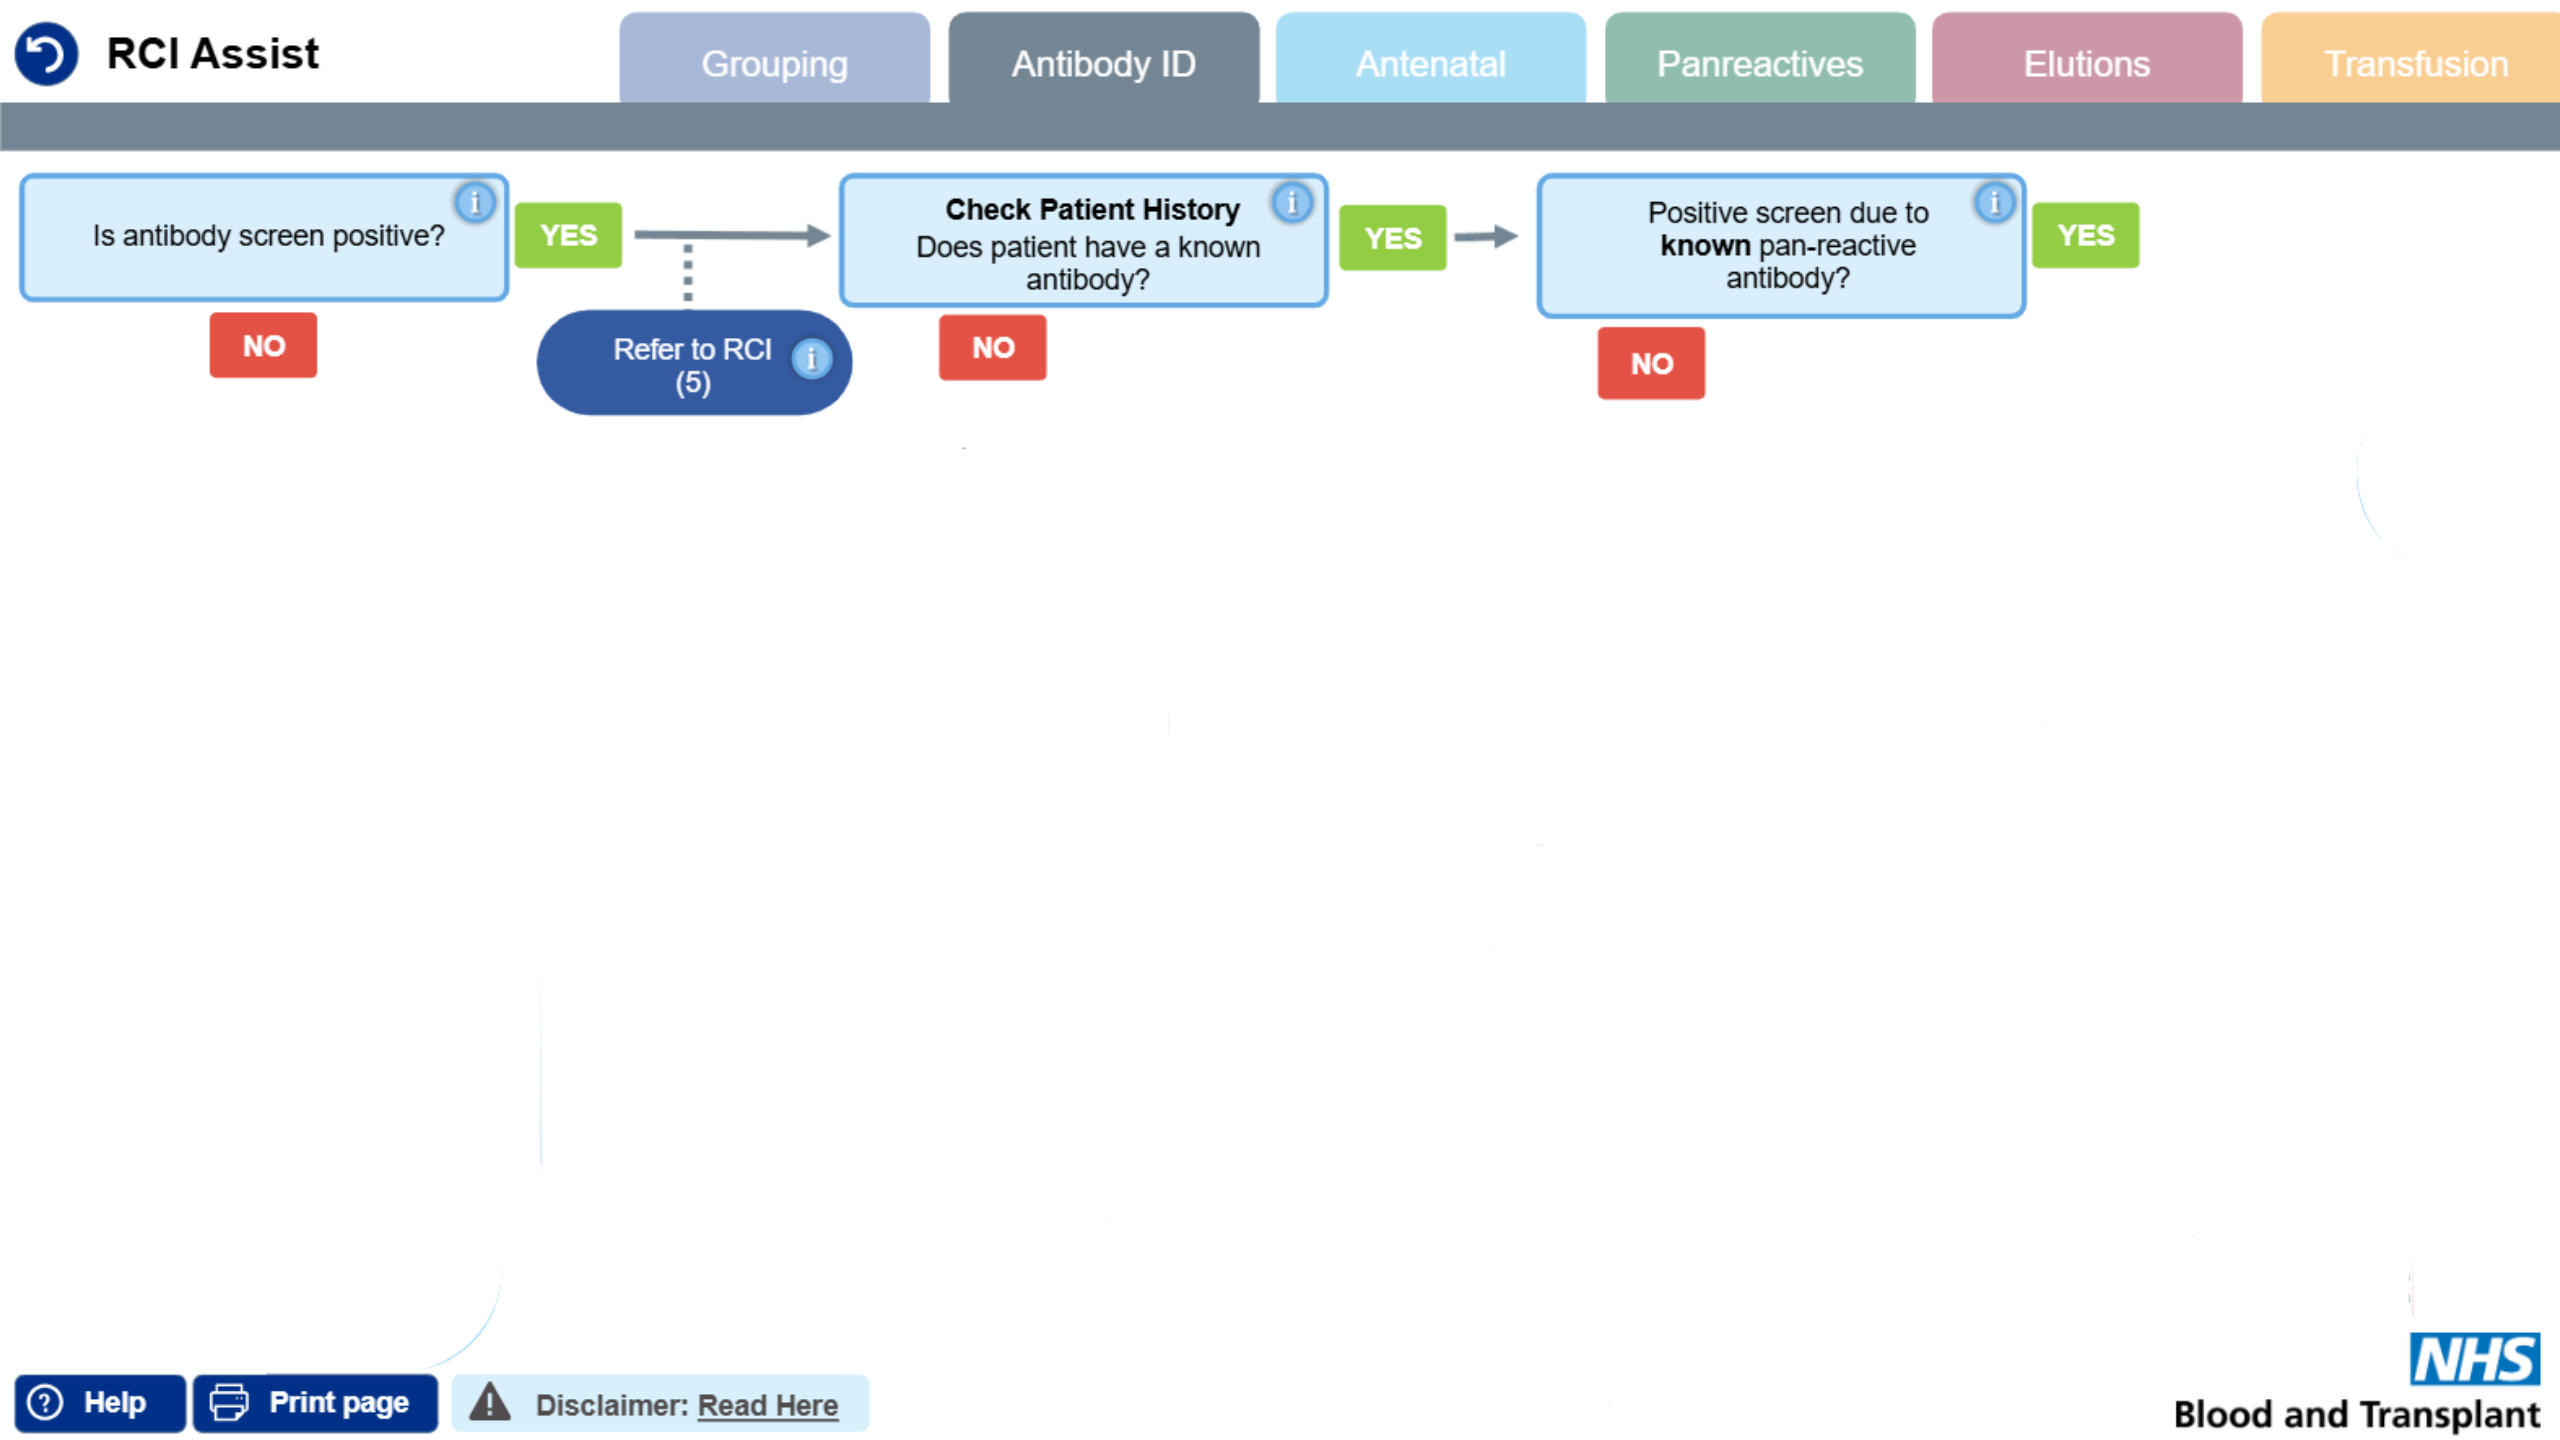 RCI Assist
Grouping
Antibody ID
Antenatal
Panreactives
Elutions
Transfusion
Is antibody screen positive?
i
YES
NO
Refer to RCI
(5)
i
Check Patient History
Does patient have a known
antibody?
i
YES
NO
Positive screen due to
known pan-reactive
antibody?
i
YES
NO
? Help
Print page
Disclaimer: Read Here
NHS
Blood and Transplant